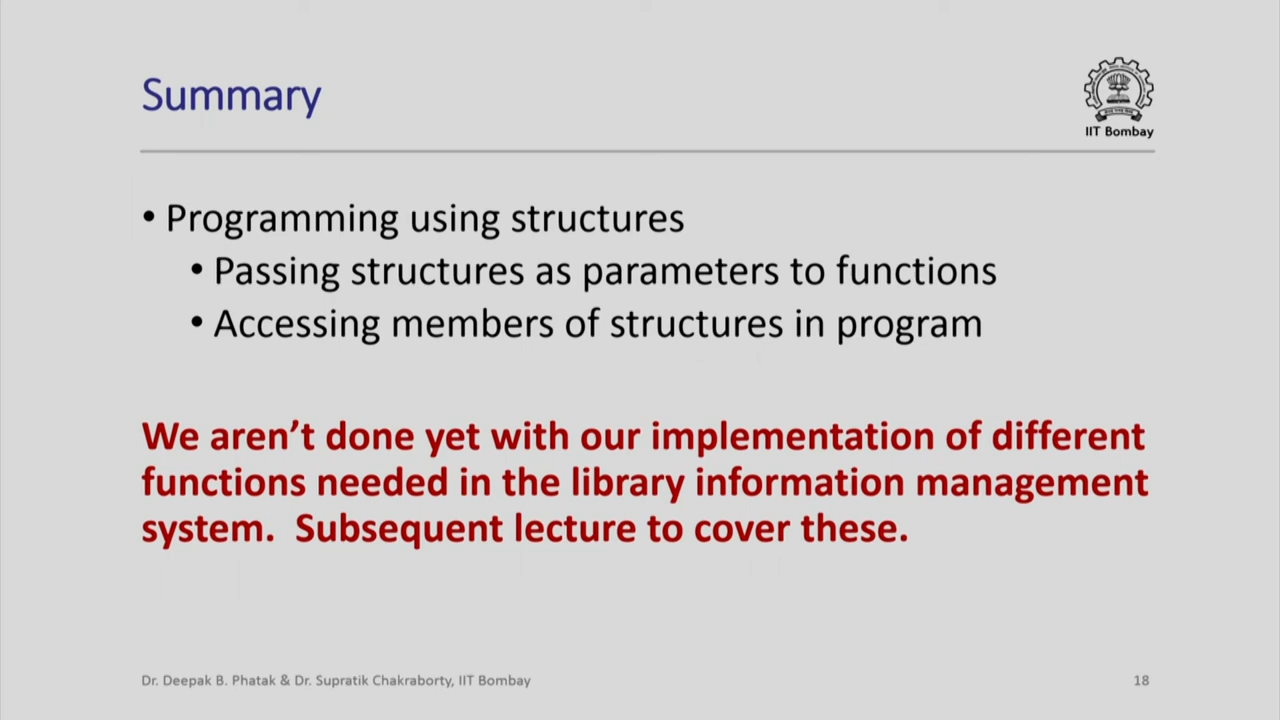 Summary
IIT Bombay
• Programming using structures
• Passing structures as parameters to functions
• Accessing members of structures in program
We aren’t done yet with our implementation of different
functions needed in the library information management
system.  Subsequent lecture to cover these.
Dr. Deepak B. Phatak & Dr. Supratik Chakraborty, IIT Bombay
18